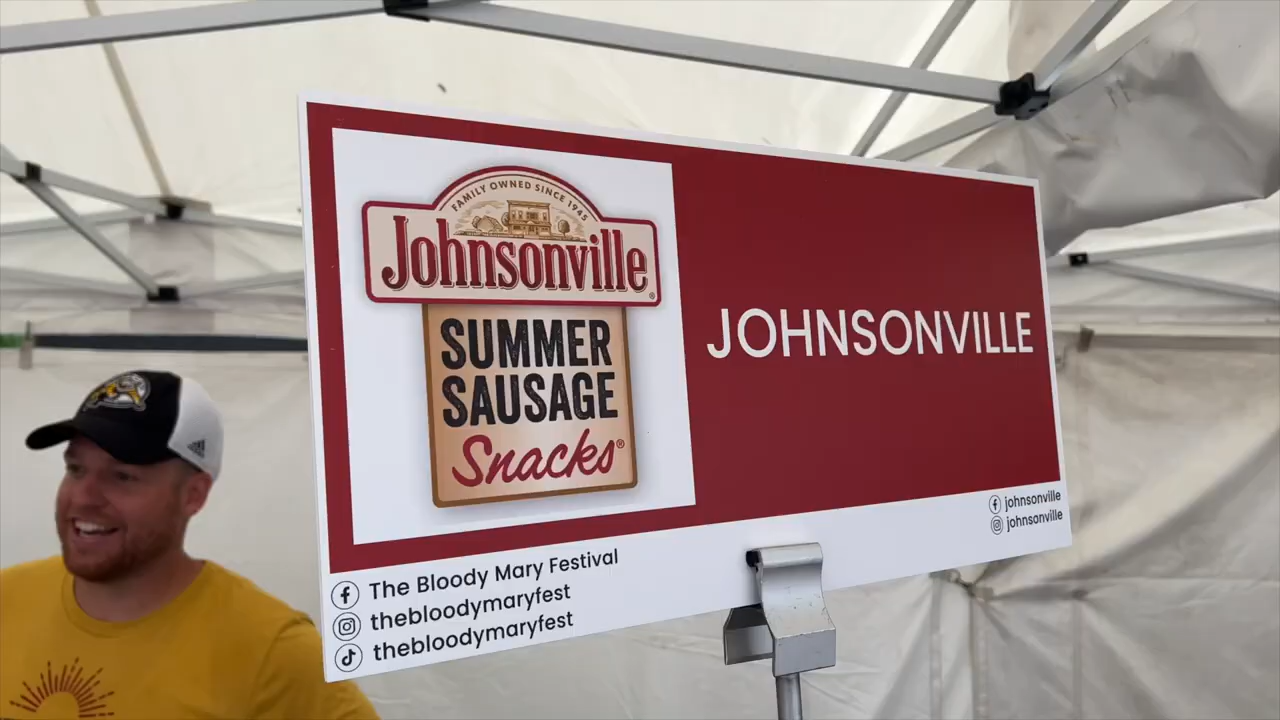 FAMILY OWNED SINCE 1945
Johnsonville®
SUMMER
SAUSAGE
Snacks®
JOHNSONVILLE
johnsonville
johnsonville
The Bloody Mary Festival
thebloodymaryfest
thebloodymaryfest